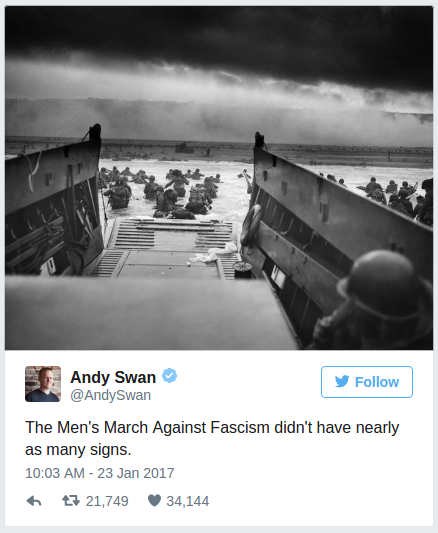 Andy Swan
Follow
@AndySwan
The Men's March Against Fascism didn't have nearly
as many signs.
10:03 AM - 23 Jan 2017
21,749 34,144